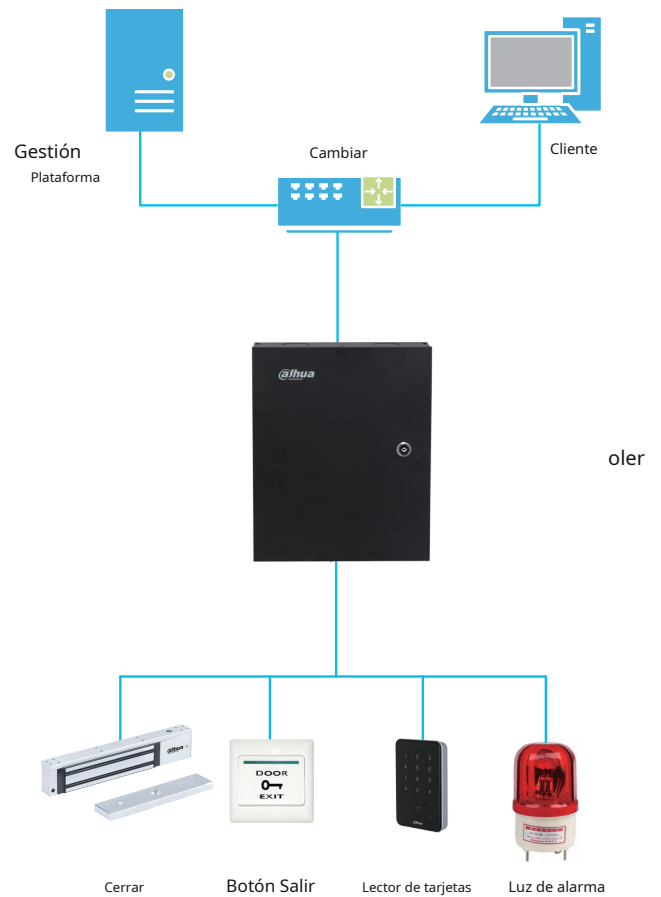 Gestión
Plataforma
Cambiar
Cliente
alhua
oler
alhua
DOOR
EXIT
alhua
Cerrar
Botón Salir
Lector de tarjetas
Luz de alarma